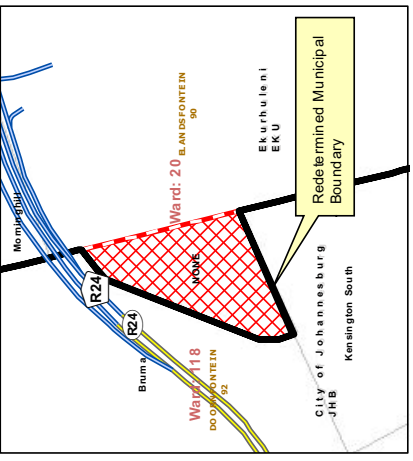 Morninghill
R24
R24
Bruma
Ward: 20
ELANDSFONTEIN
90
Ekurhuleni
EKU
NONE
Ward: 118
DOORNFONTEIN
92
Redetermined Municipal
Boundary
City of Johannesburg
JHB
Kensington South